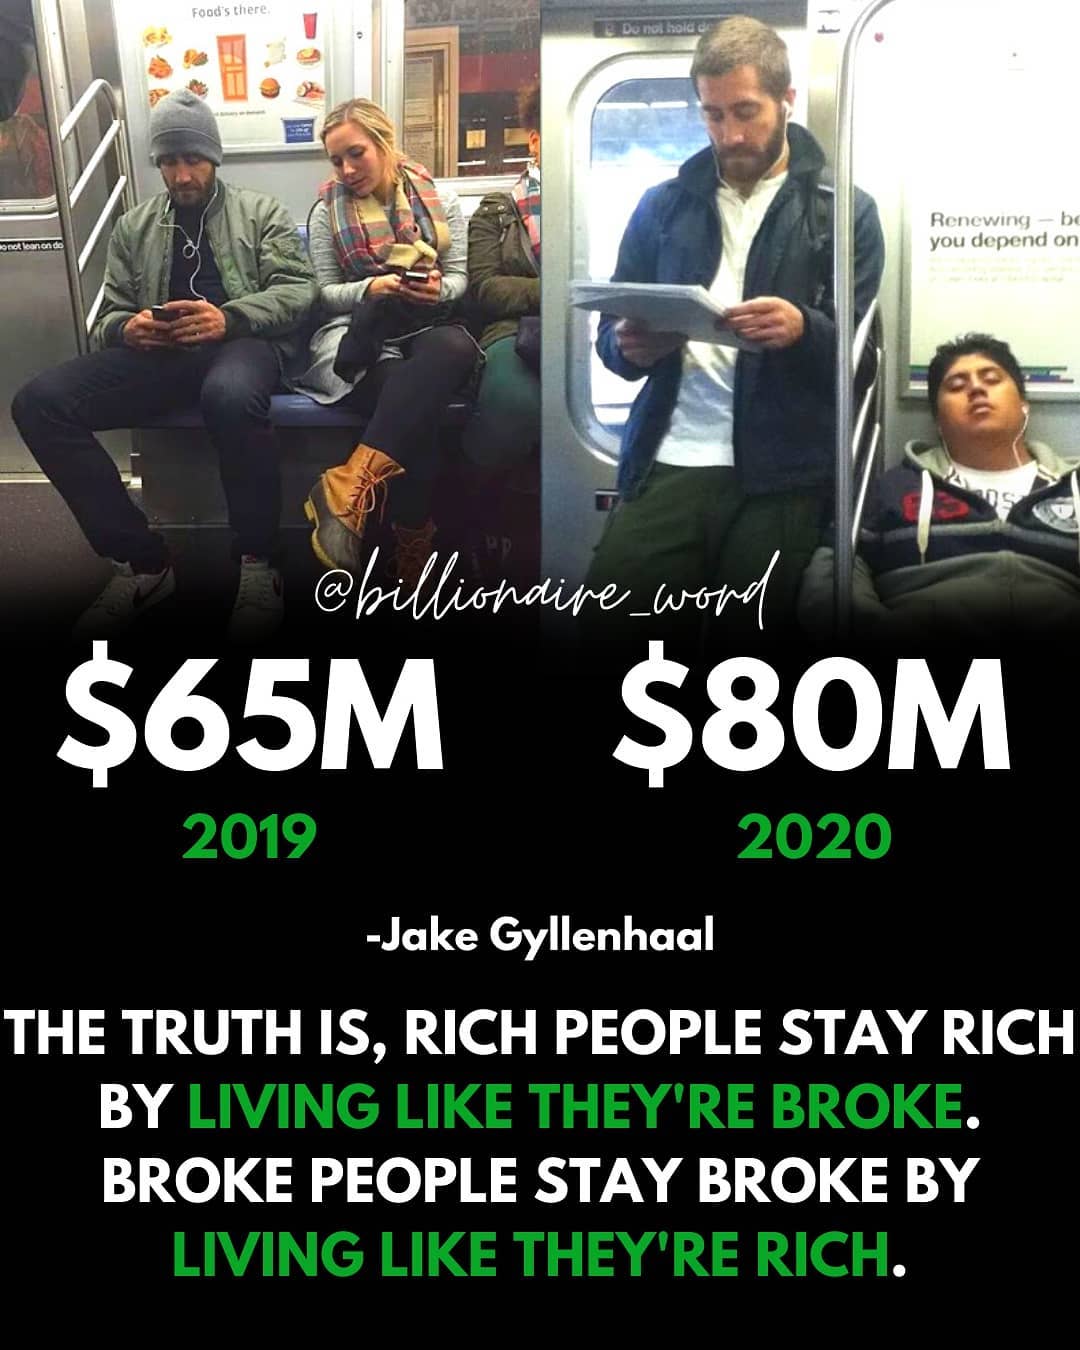 Food's there.
Do not hold do
Do not lean on do
Renewing — be
you depend on
@billionaire_word
$65M $80M
2019 2020
-Jake Gyllenhaal
THE TRUTH IS, RICH PEOPLE STAY RICH
BY LIVING LIKE THEY'RE BROKE.
BROKE PEOPLE STAY BROKE BY
LIVING LIKE THEY'RE RICH.